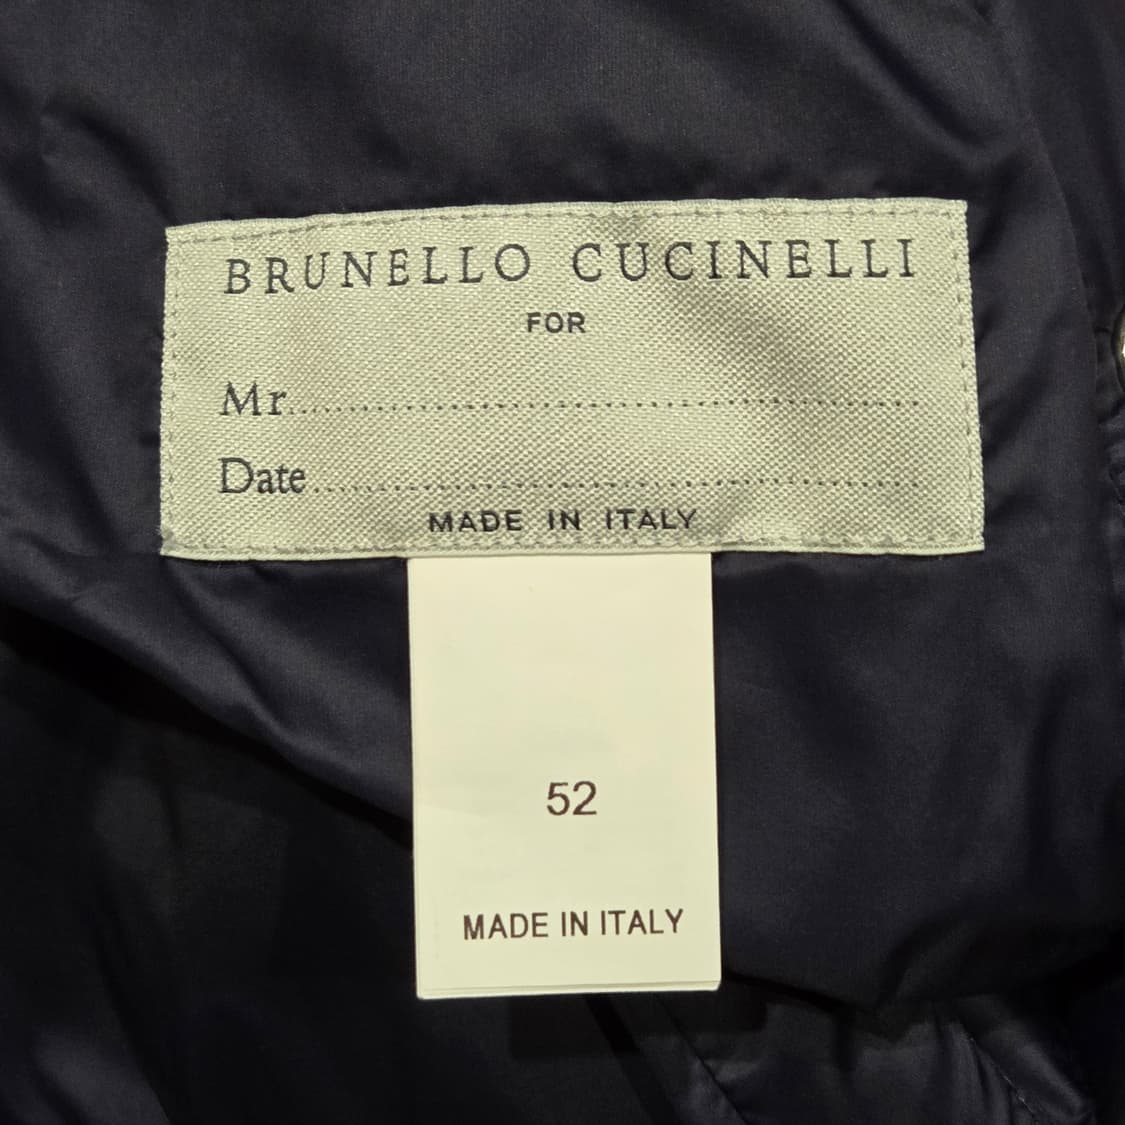 BRUNELLO CUCINELLI
FOR
Mr................................................................
Date................................................................
MADE IN ITALY
52
MADE IN ITALY